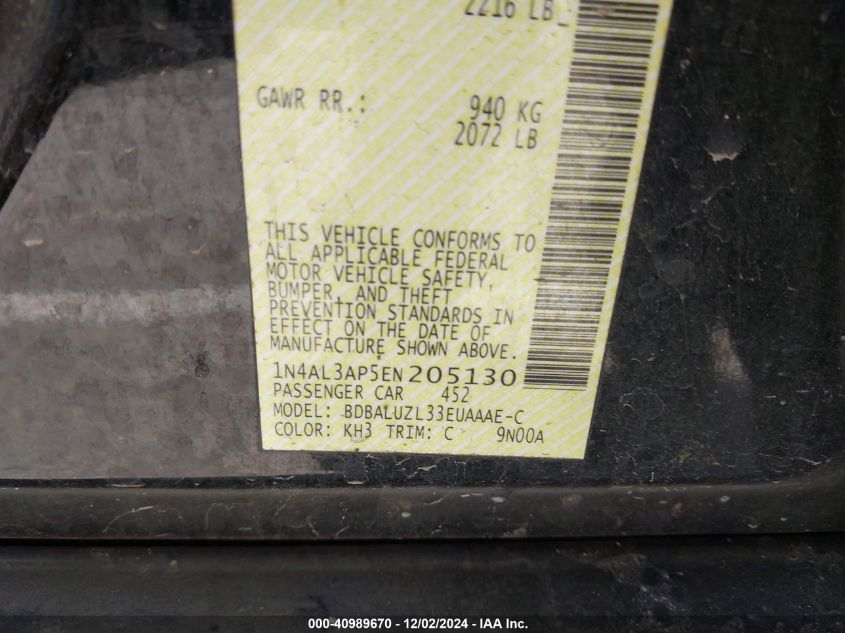 2216 LB
GAWR RR.: 940 KG
2072 LB
THIS VEHICLE CONFORMS TO
ALL APPLICABLE FEDERAL
MOTOR VEHICLE SAFETY,
BUMPER, AND THEFT
PREVENTION STANDARDS IN
EFFECT ON THE DATE OF
MANUFACTURE SHOWN ABOVE.
1N4AL3AP5EN205130
PASSENGER CAR 452
MODEL: BDBALUZL33EUAAAE-C
COLOR: KH3 TRIM: C 9N00A
000-40989670 - 12/02/2024 - IAA Inc.